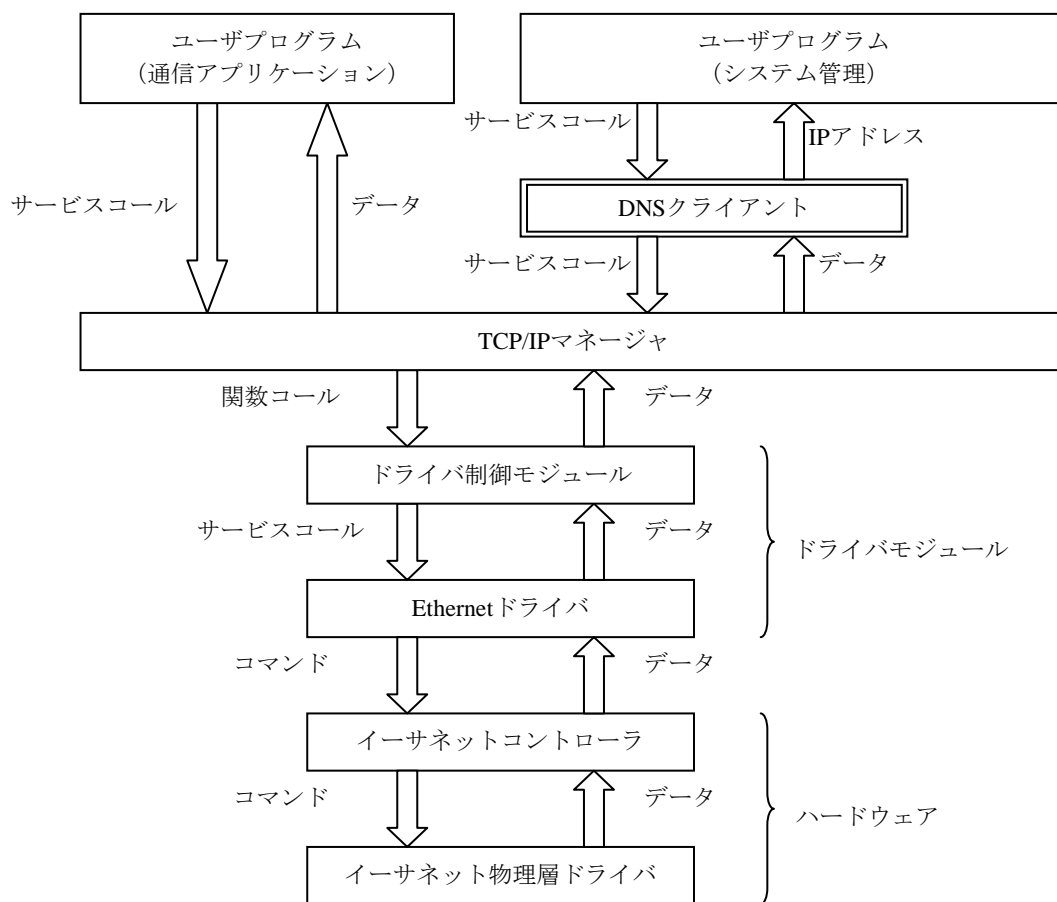 ユーザプログラム
（通信アプリケーション）
ユーザプログラム
（システム管理）
サービスコール
IPアドレス
サービスコール
データ
DNSクライアント
サービスコール
データ
TCP/IPマネージャ
関数コール
データ
ドライバ制御モジュール
サービスコール
データ
ドライバモジュール
Ethernetドライバ
コマンド
データ
イーサネットコントローラ
コマンド
データ
ハードウェア
イーサネット物理層ドライバ